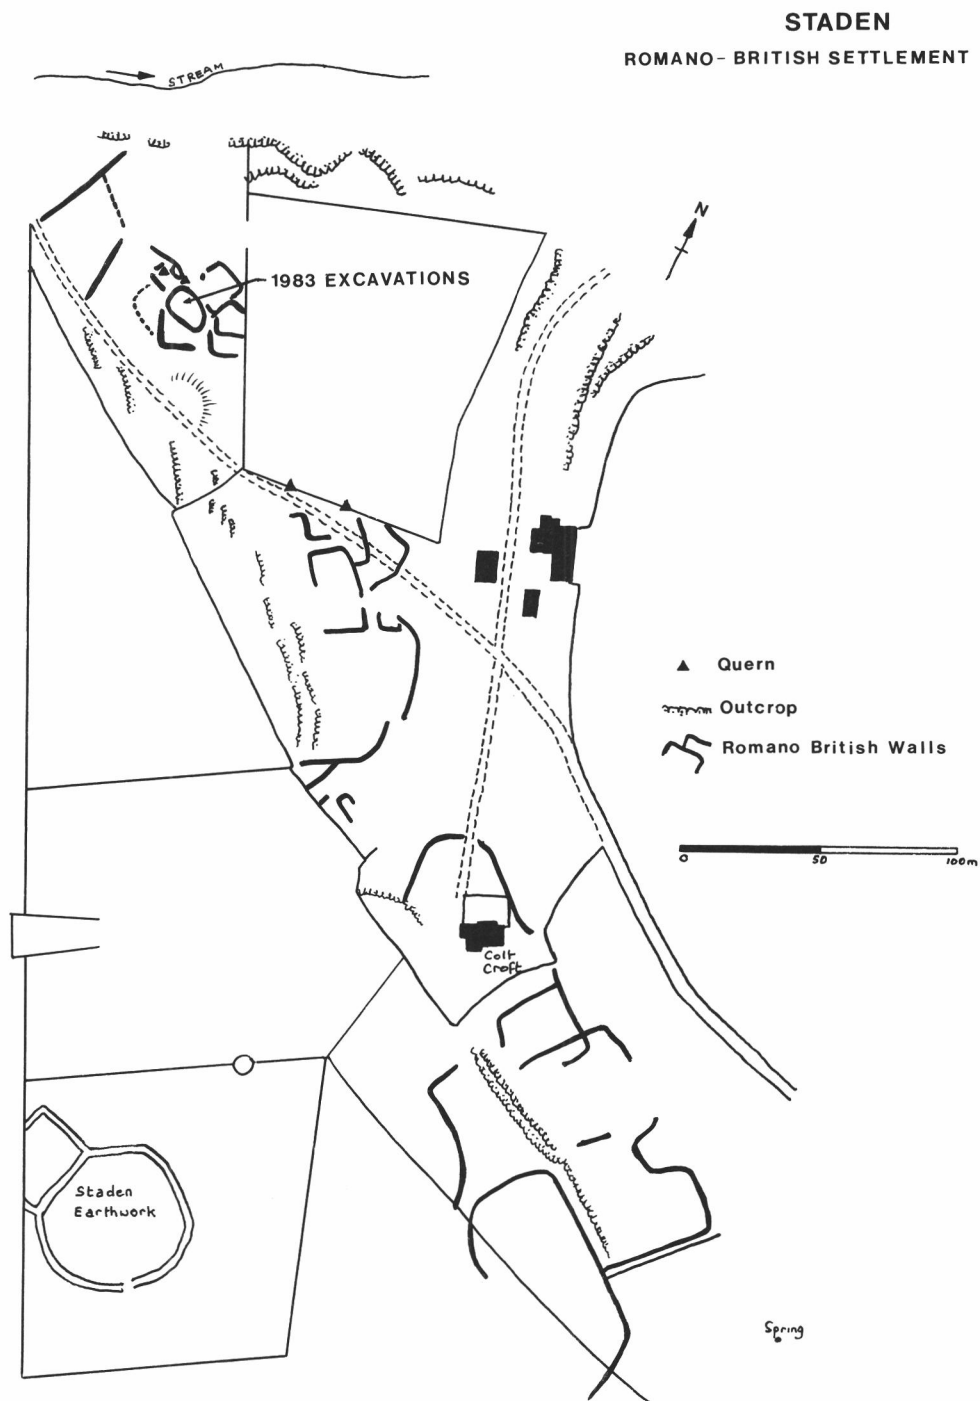 STADEN
ROMANO-BRITISH SETTLEMENT
STREAM
N
1983 EXCAVATIONS
Quern
Outcrop
Romano British Walls
0 50 100m
Colt
Croft
Staden
Earthwork
Spring